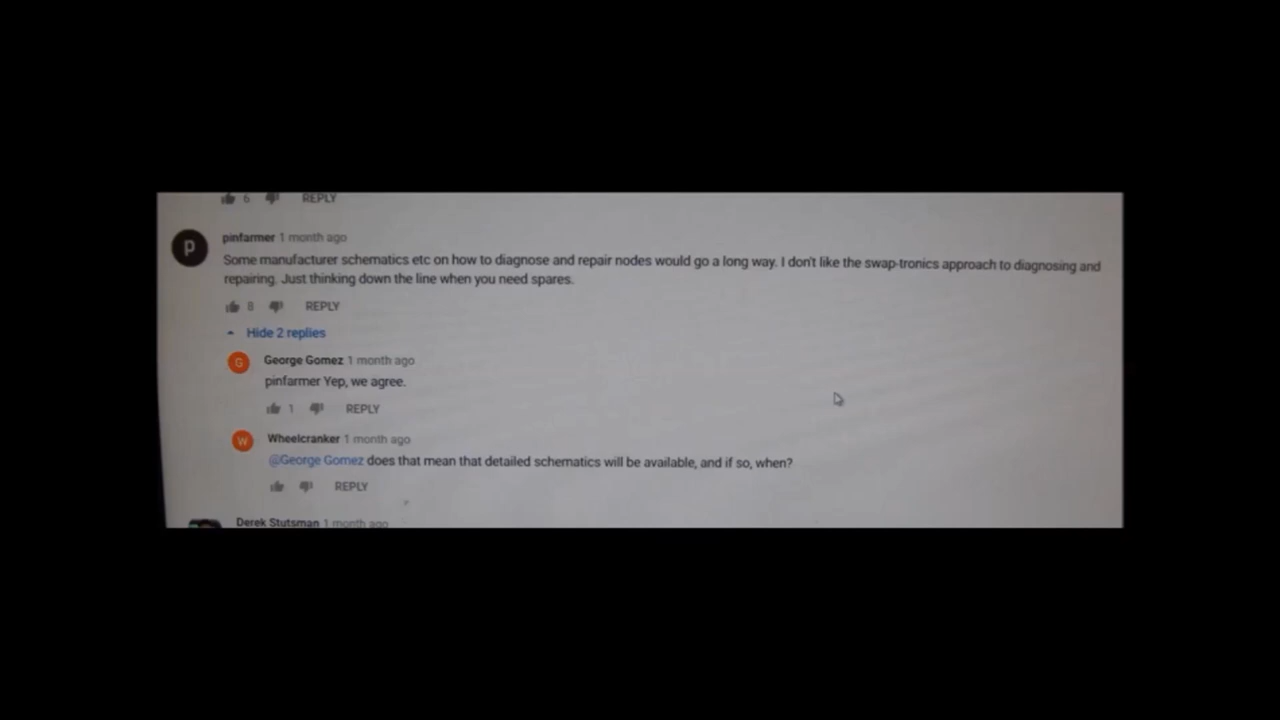 6 REPLY
P
pinfarmer 1 month ago
Some manufacturer schematics etc on how to diagnose and repair nodes would go a long way. I don't like the swap-tronics approach to diagnosing and
repairing. Just thinking down the line when you need spares.
8 REPLY
Hide 2 replies
G
George Gomez 1 month ago
pinfarmer Yep, we agree.
1 REPLY
W
Wheelcranker 1 month ago
@George Gomez does that mean that detailed schematics will be available, and if so, when?
REPLY
Derek Stutsman 1 month ago